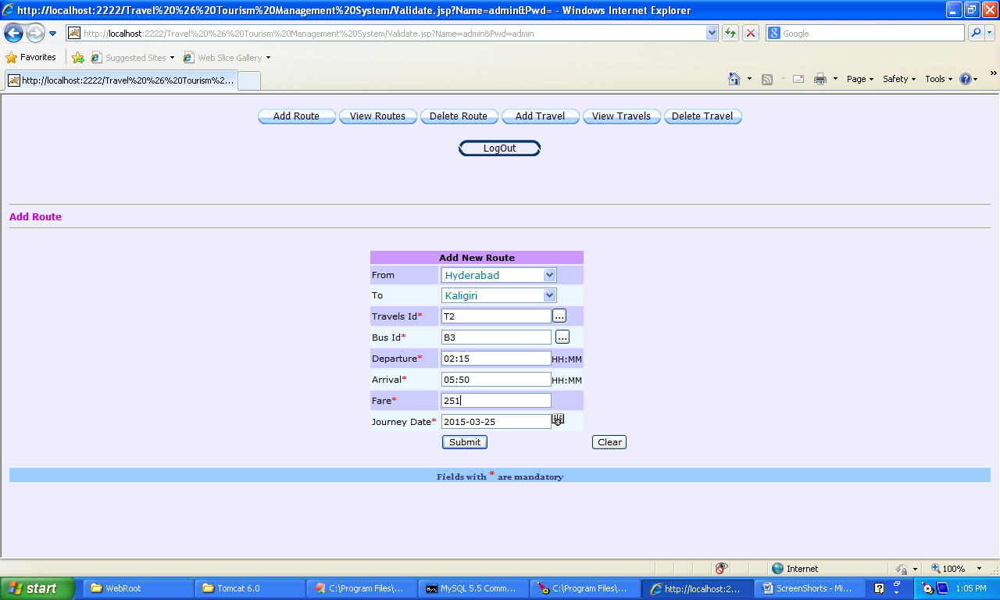 http://localhost:2222/Travel%20%26%20Tourism%20Management%20System/Validate.jsp?Name=admin&Pwd= - Windows Internet Explorer
http://localhost:2222/Travel%20%26%20Tourism%20Management%20System/Validate.jsp?Name=admin&Pwd=admin
Google
Favorites Suggested Sites Web Slice Gallery
http://localhost:2222/Travel%20%26%20Tourism%2...
Page Safety Tools
Add Route View Routes Delete Route Add Travel View Travels Delete Travel
LogOut
Add Route
Add New Route
From Hyderabad
To Kaligiri
Travels Id* T2 ...
Bus Id* B3 ...
Departure* 02:15 HH:MM
Arrival* 05:50 HH:MM
Fare* 251
Journey Date* 2015-03-25
Submit Clear
Fields with * are mandatory
Internet 100%
start WebRoot Tomcat 6.0 C:\Program Files\... MySQL 5.5 Comm... C:\Program Files\... http://localhost:2... ScreenShorts - Mi... 1:05 PM